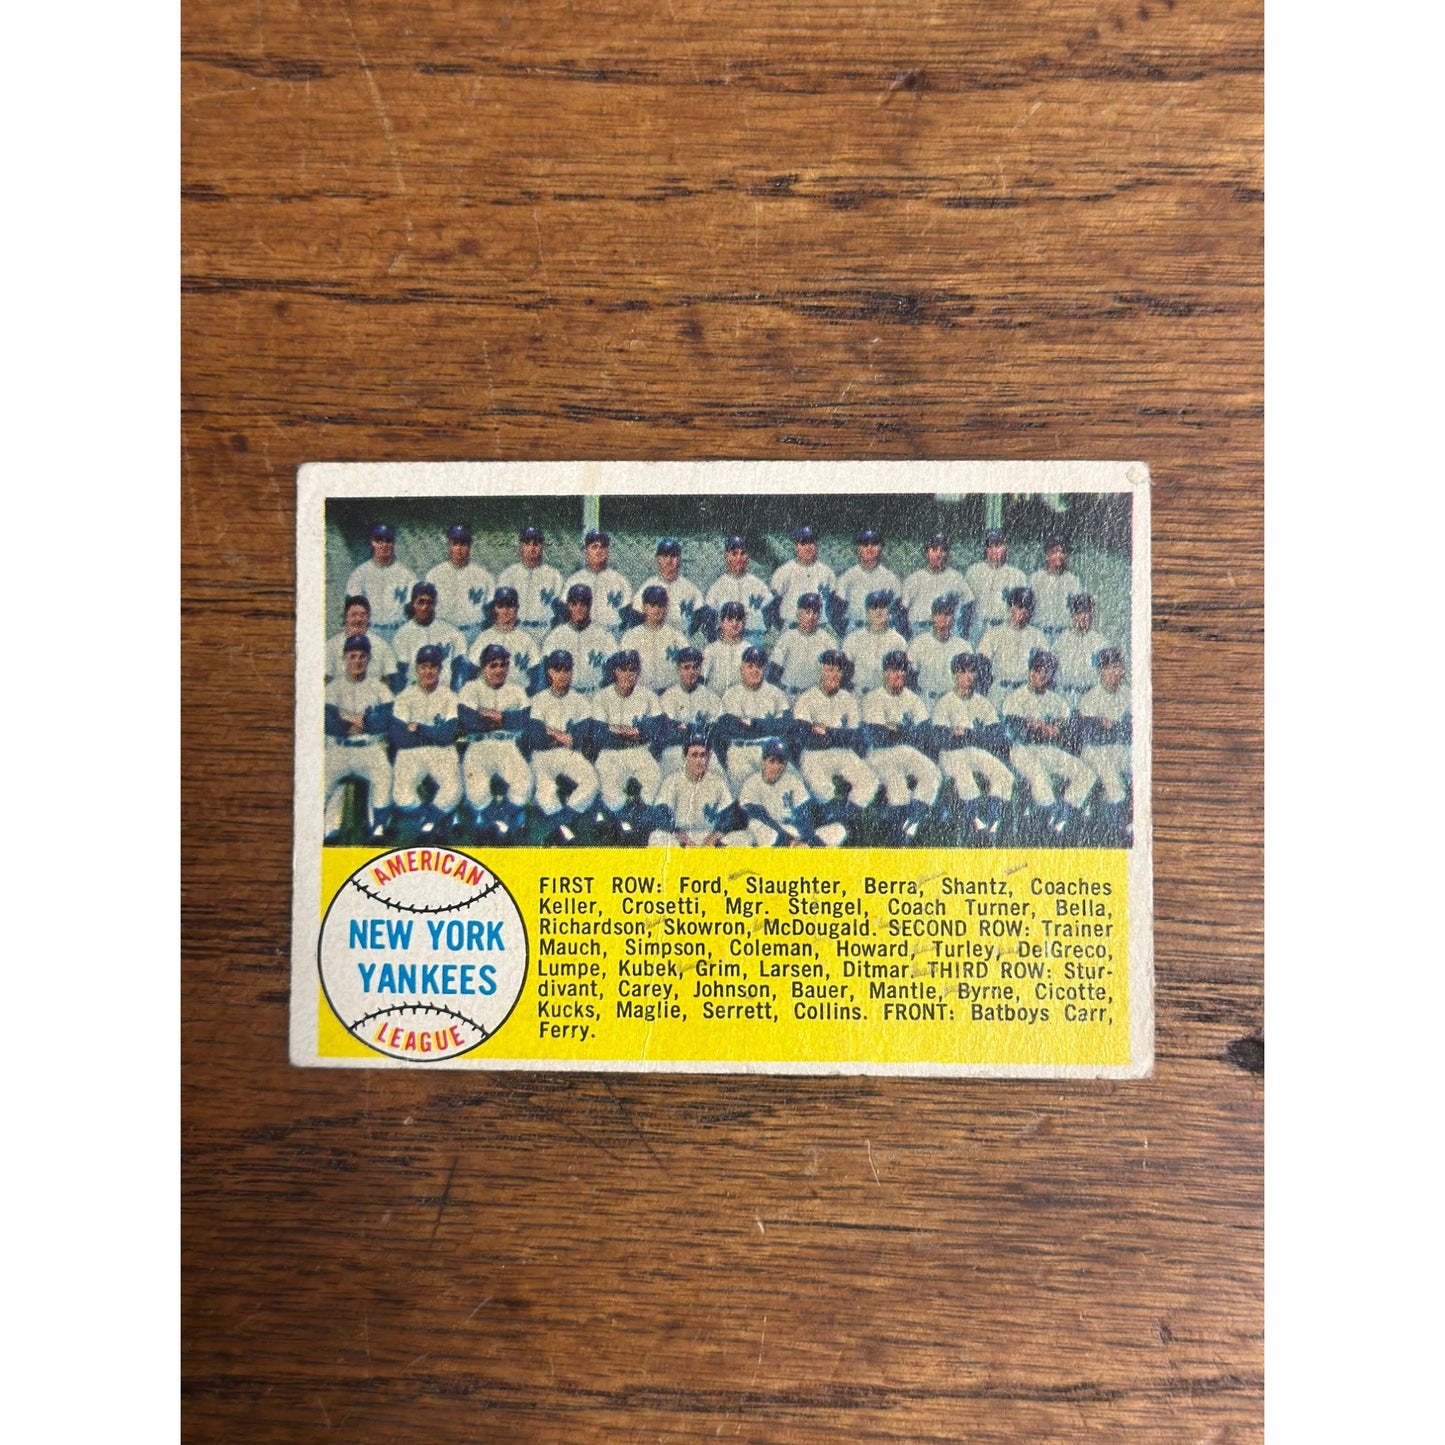 AMERICAN
NEW YORK
YANKEES
LEAGUE
FIRST ROW: Ford, Slaughter, Berra, Shantz, Coaches
Keller, Crosetti, Mgr. Stengel, Coach Turner, Bella,
Richardson, Skowron, McDougald. SECOND ROW: Trainer
Mauch, Simpson, Coleman, Howard, Turley, DelGreco,
Lumpe, Kubek, Grim, Larsen, Ditmar. THIRD ROW: Stur-
divant, Carey, Johnson, Bauer, Mantle, Byrne, Cicotte,
Kucks, Maglie, Serrett, Collins. FRONT: Batboys Carr,
Ferry.